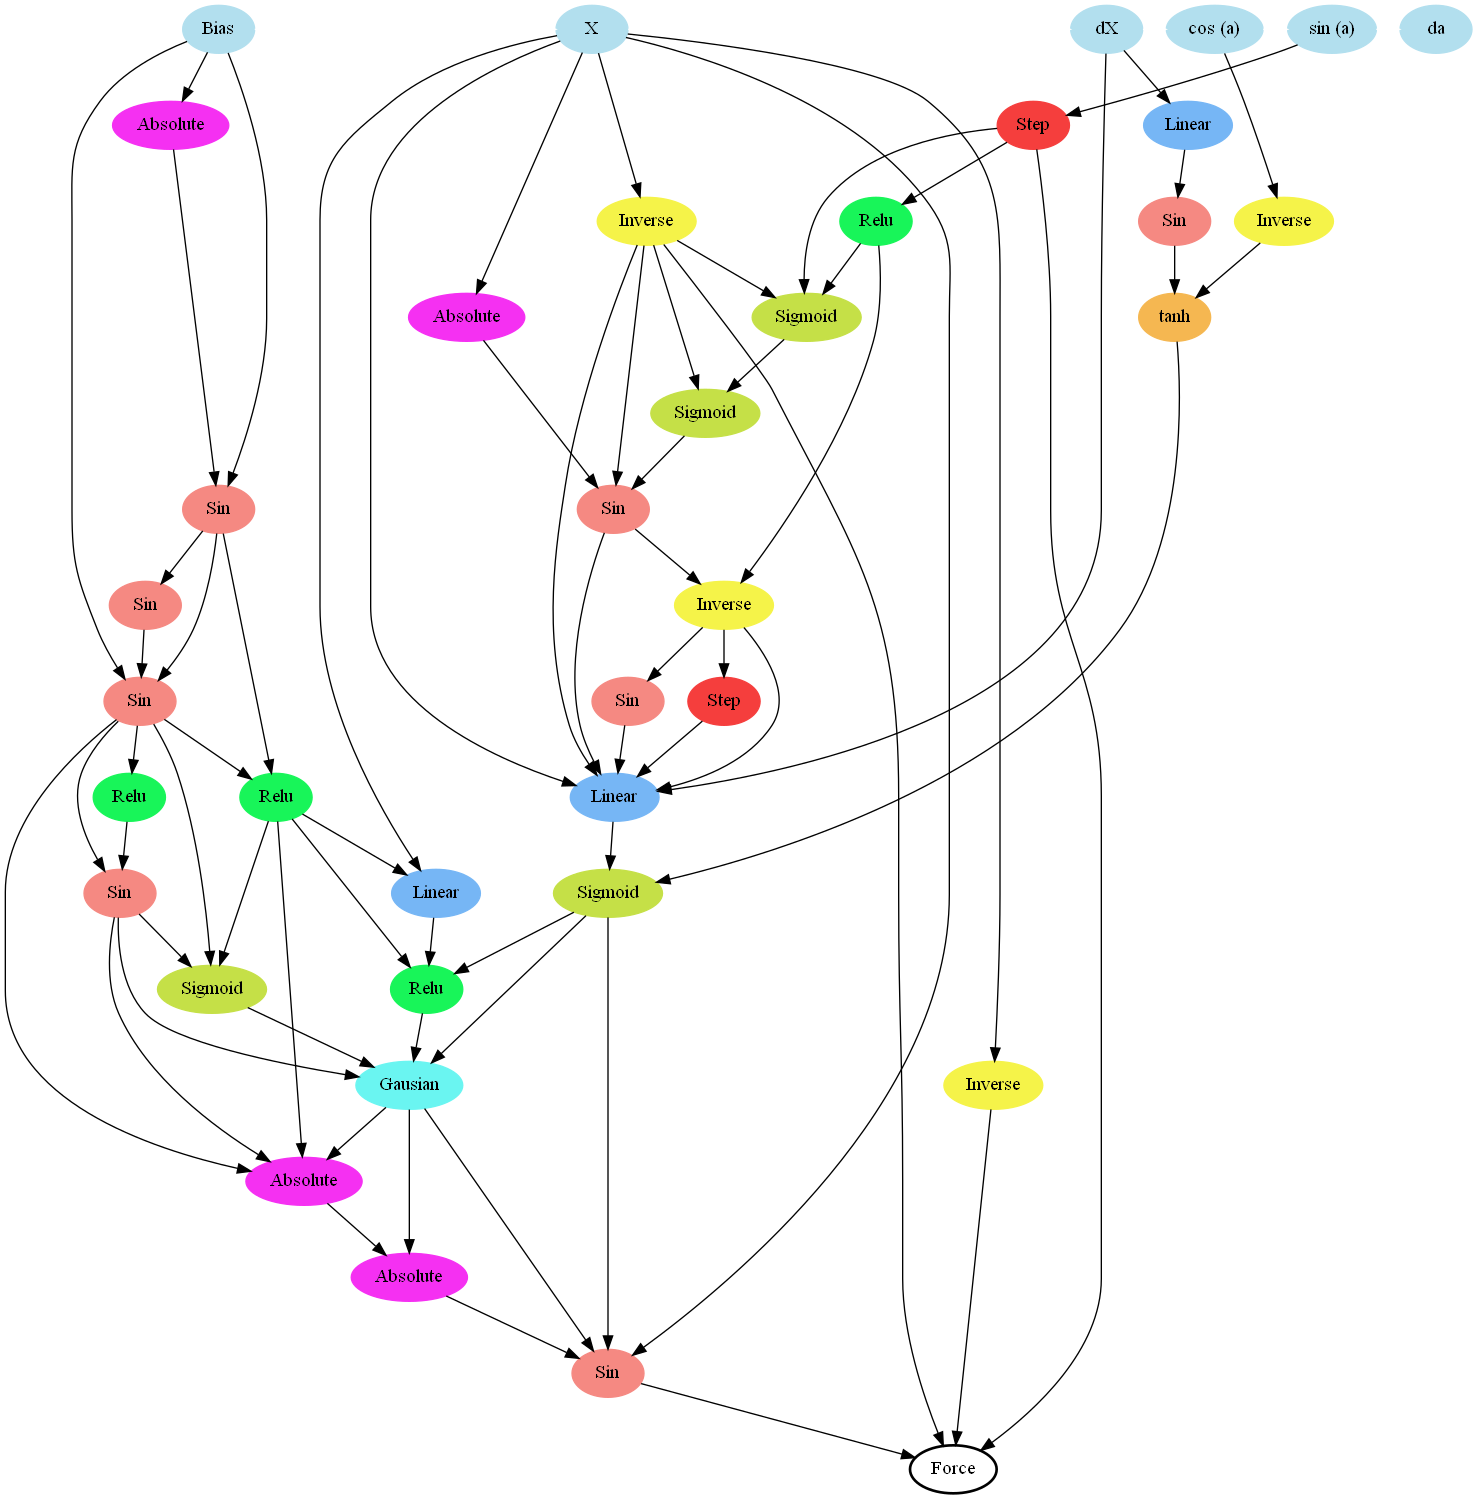 Bias
X
dX
cos (a)
sin (a)
da
Absolute
Step
Linear
Inverse
Relu
Sin
Inverse
Absolute
Sigmoid
tanh
Sigmoid
Sin
Sin
Sin
Inverse
Sin
Sin
Step
Relu
Relu
Linear
Sin
Linear
Sigmoid
Sigmoid
Relu
Gausian
Inverse
Absolute
Absolute
Sin
Force